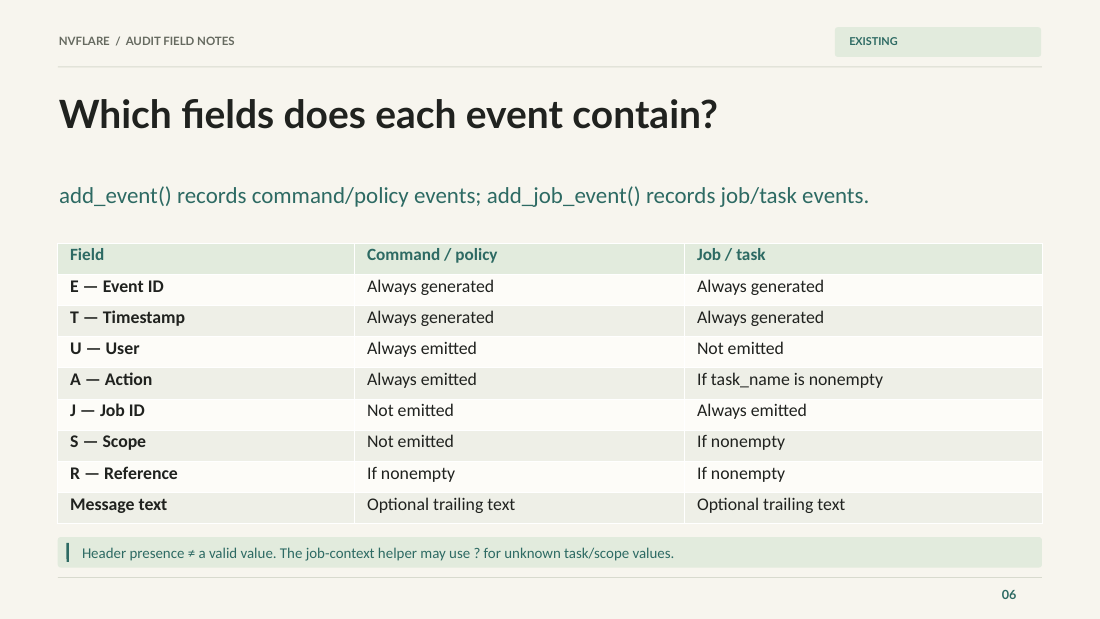 NVFLARE / AUDIT FIELD NOTES
EXISTING
Which fields does each event contain?
add_event() records command/policy events; add_job_event() records job/task events.
Field Command / policy Job / task
E — Event ID Always generated Always generated
T — Timestamp Always generated Always generated
U — User Always emitted Not emitted
A — Action Always emitted If task_name is nonempty
J — Job ID Not emitted Always emitted
S — Scope Not emitted If nonempty
R — Reference If nonempty If nonempty
Message text Optional trailing text Optional trailing text
Header presence ≠ a valid value. The job-context helper may use ? for unknown task/scope values.
06